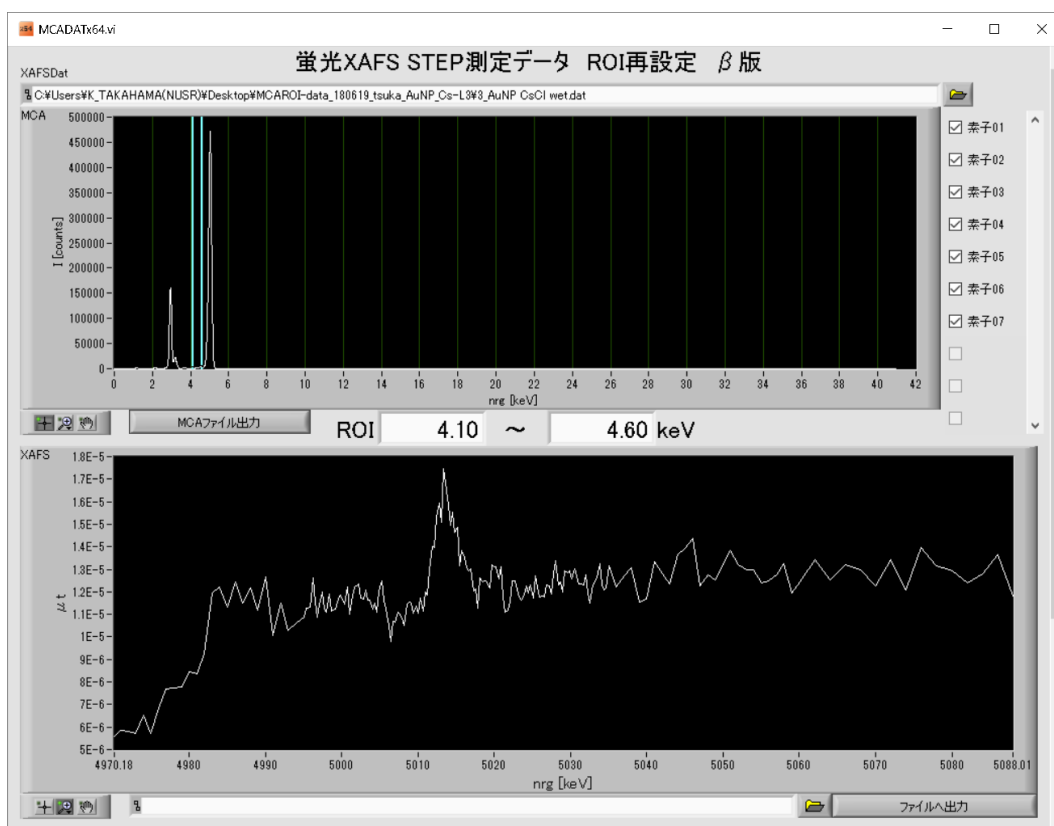 MCADATx64.vi
蛍光XAFS STEP測定データ ROI再設定 β版
XAFSDat
C:¥Users¥K_TAKAHAMA(NUSR)¥Desktop¥MCAROI-data_180619_tsuka_AuNP_Cs-L3¥3_AuNP CsCl wet.dat
MCA
500000
450000
400000
350000
300000
250000
200000
150000
100000
50000
0
I [counts]
0 2 4 6 8 10 12 14 16 18 20 22 24 26 28 30 32 34 36 38 40 42
nrg [keV]
素子01
素子02
素子03
素子04
素子05
素子06
素子07
MCAファイル出力
ROI 4.10 ～ 4.60 keV
XAFS
1.8E-5
1.7E-5
1.6E-5
1.5E-5
1.4E-5
1.3E-5
1.2E-5
1.1E-5
1E-5
9E-6
8E-6
7E-6
6E-6
5E-6
μt
4970.18 4980 4990 5000 5010 5020 5030 5040 5050 5060 5070 5080 5088.01
nrg [keV]
ファイルへ出力